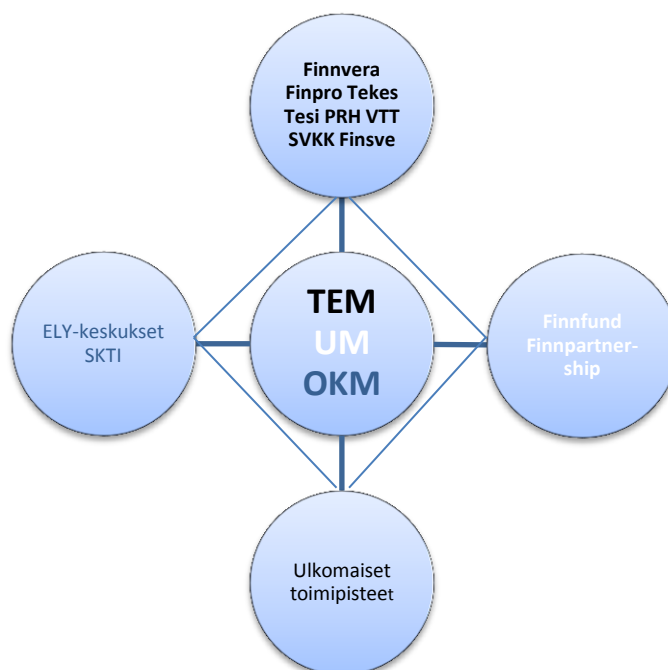 Finnvera
Finpro Tekes
Tesi PRH VTT
SVKK Finsve
ELY-keskukset
SKTI
TEM
UM
OKM
Finnfund
Finnpartner-
ship
Ulkomaiset
toimipisteet